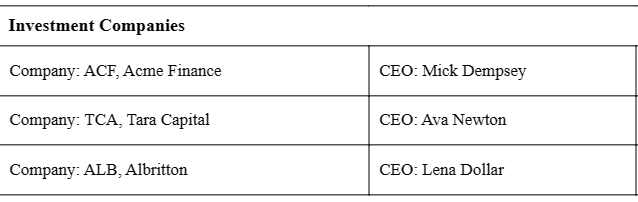 Investment Companies
Company: ACF, Acme Finance CEO: Mick Dempsey
Company: TCA, Tara Capital CEO: Ava Newton
Company: ALB, Albritton CEO: Lena Dollar